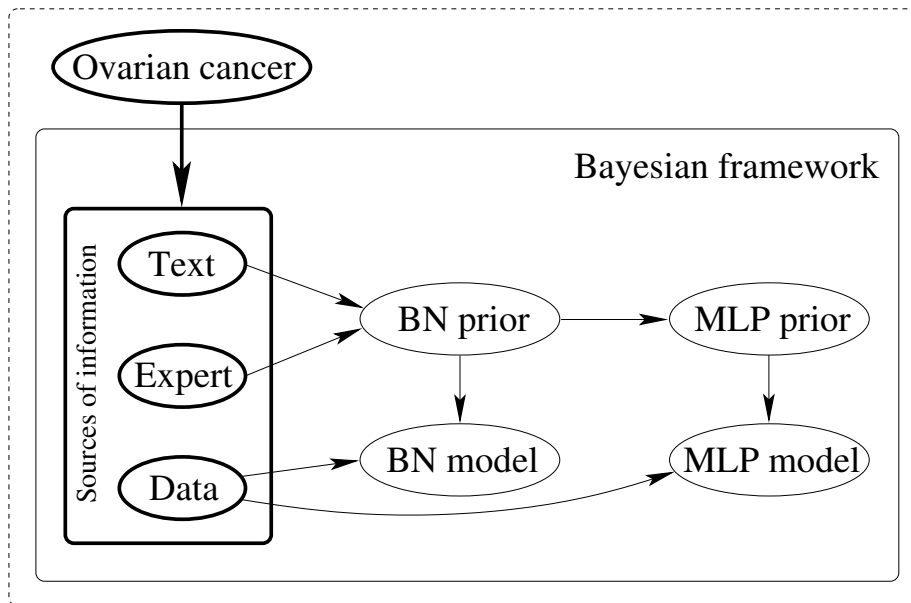 Ovarian cancer
Bayesian framework
Sources of information
Text
BN prior
MLP prior
Expert
BN model
MLP model
Data